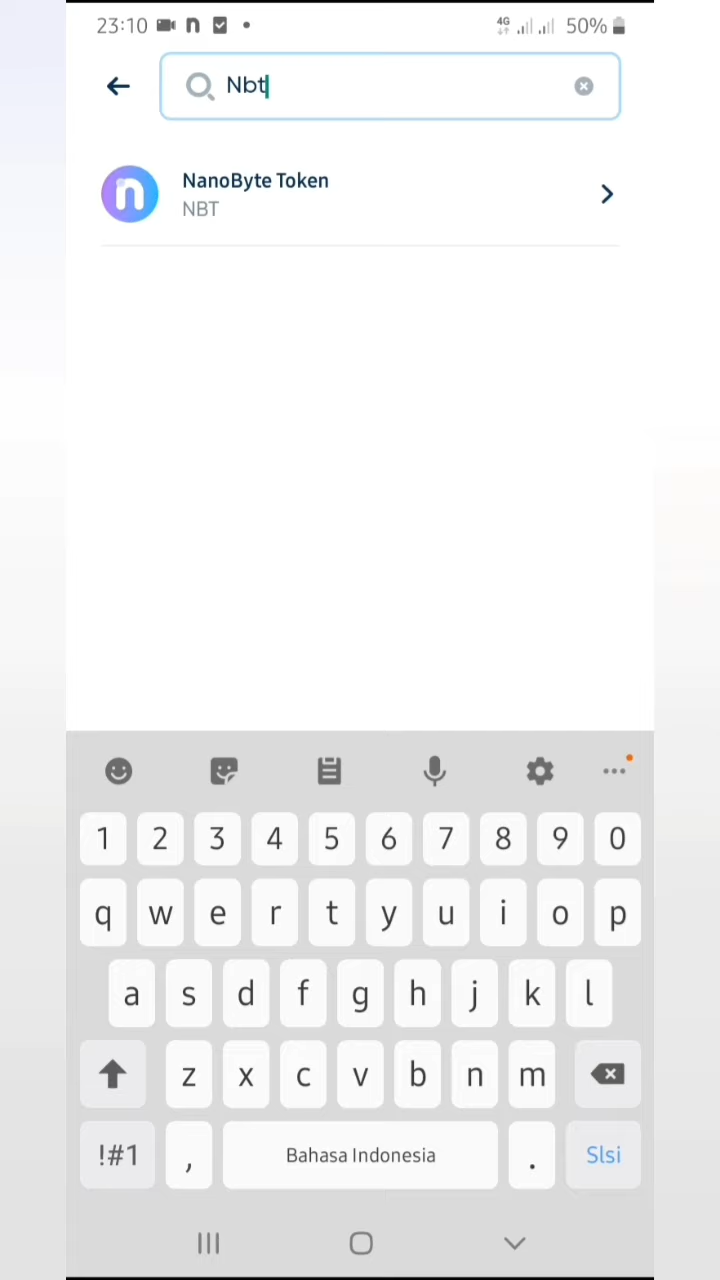 23:10 4G 50%
Nbt
NanoByte Token
NBT
1 2 3 4 5 6 7 8 9 0
q w e r t y u i o p
a s d f g h j k l
z x c v b n m
!#1 , Bahasa Indonesia . Slsi